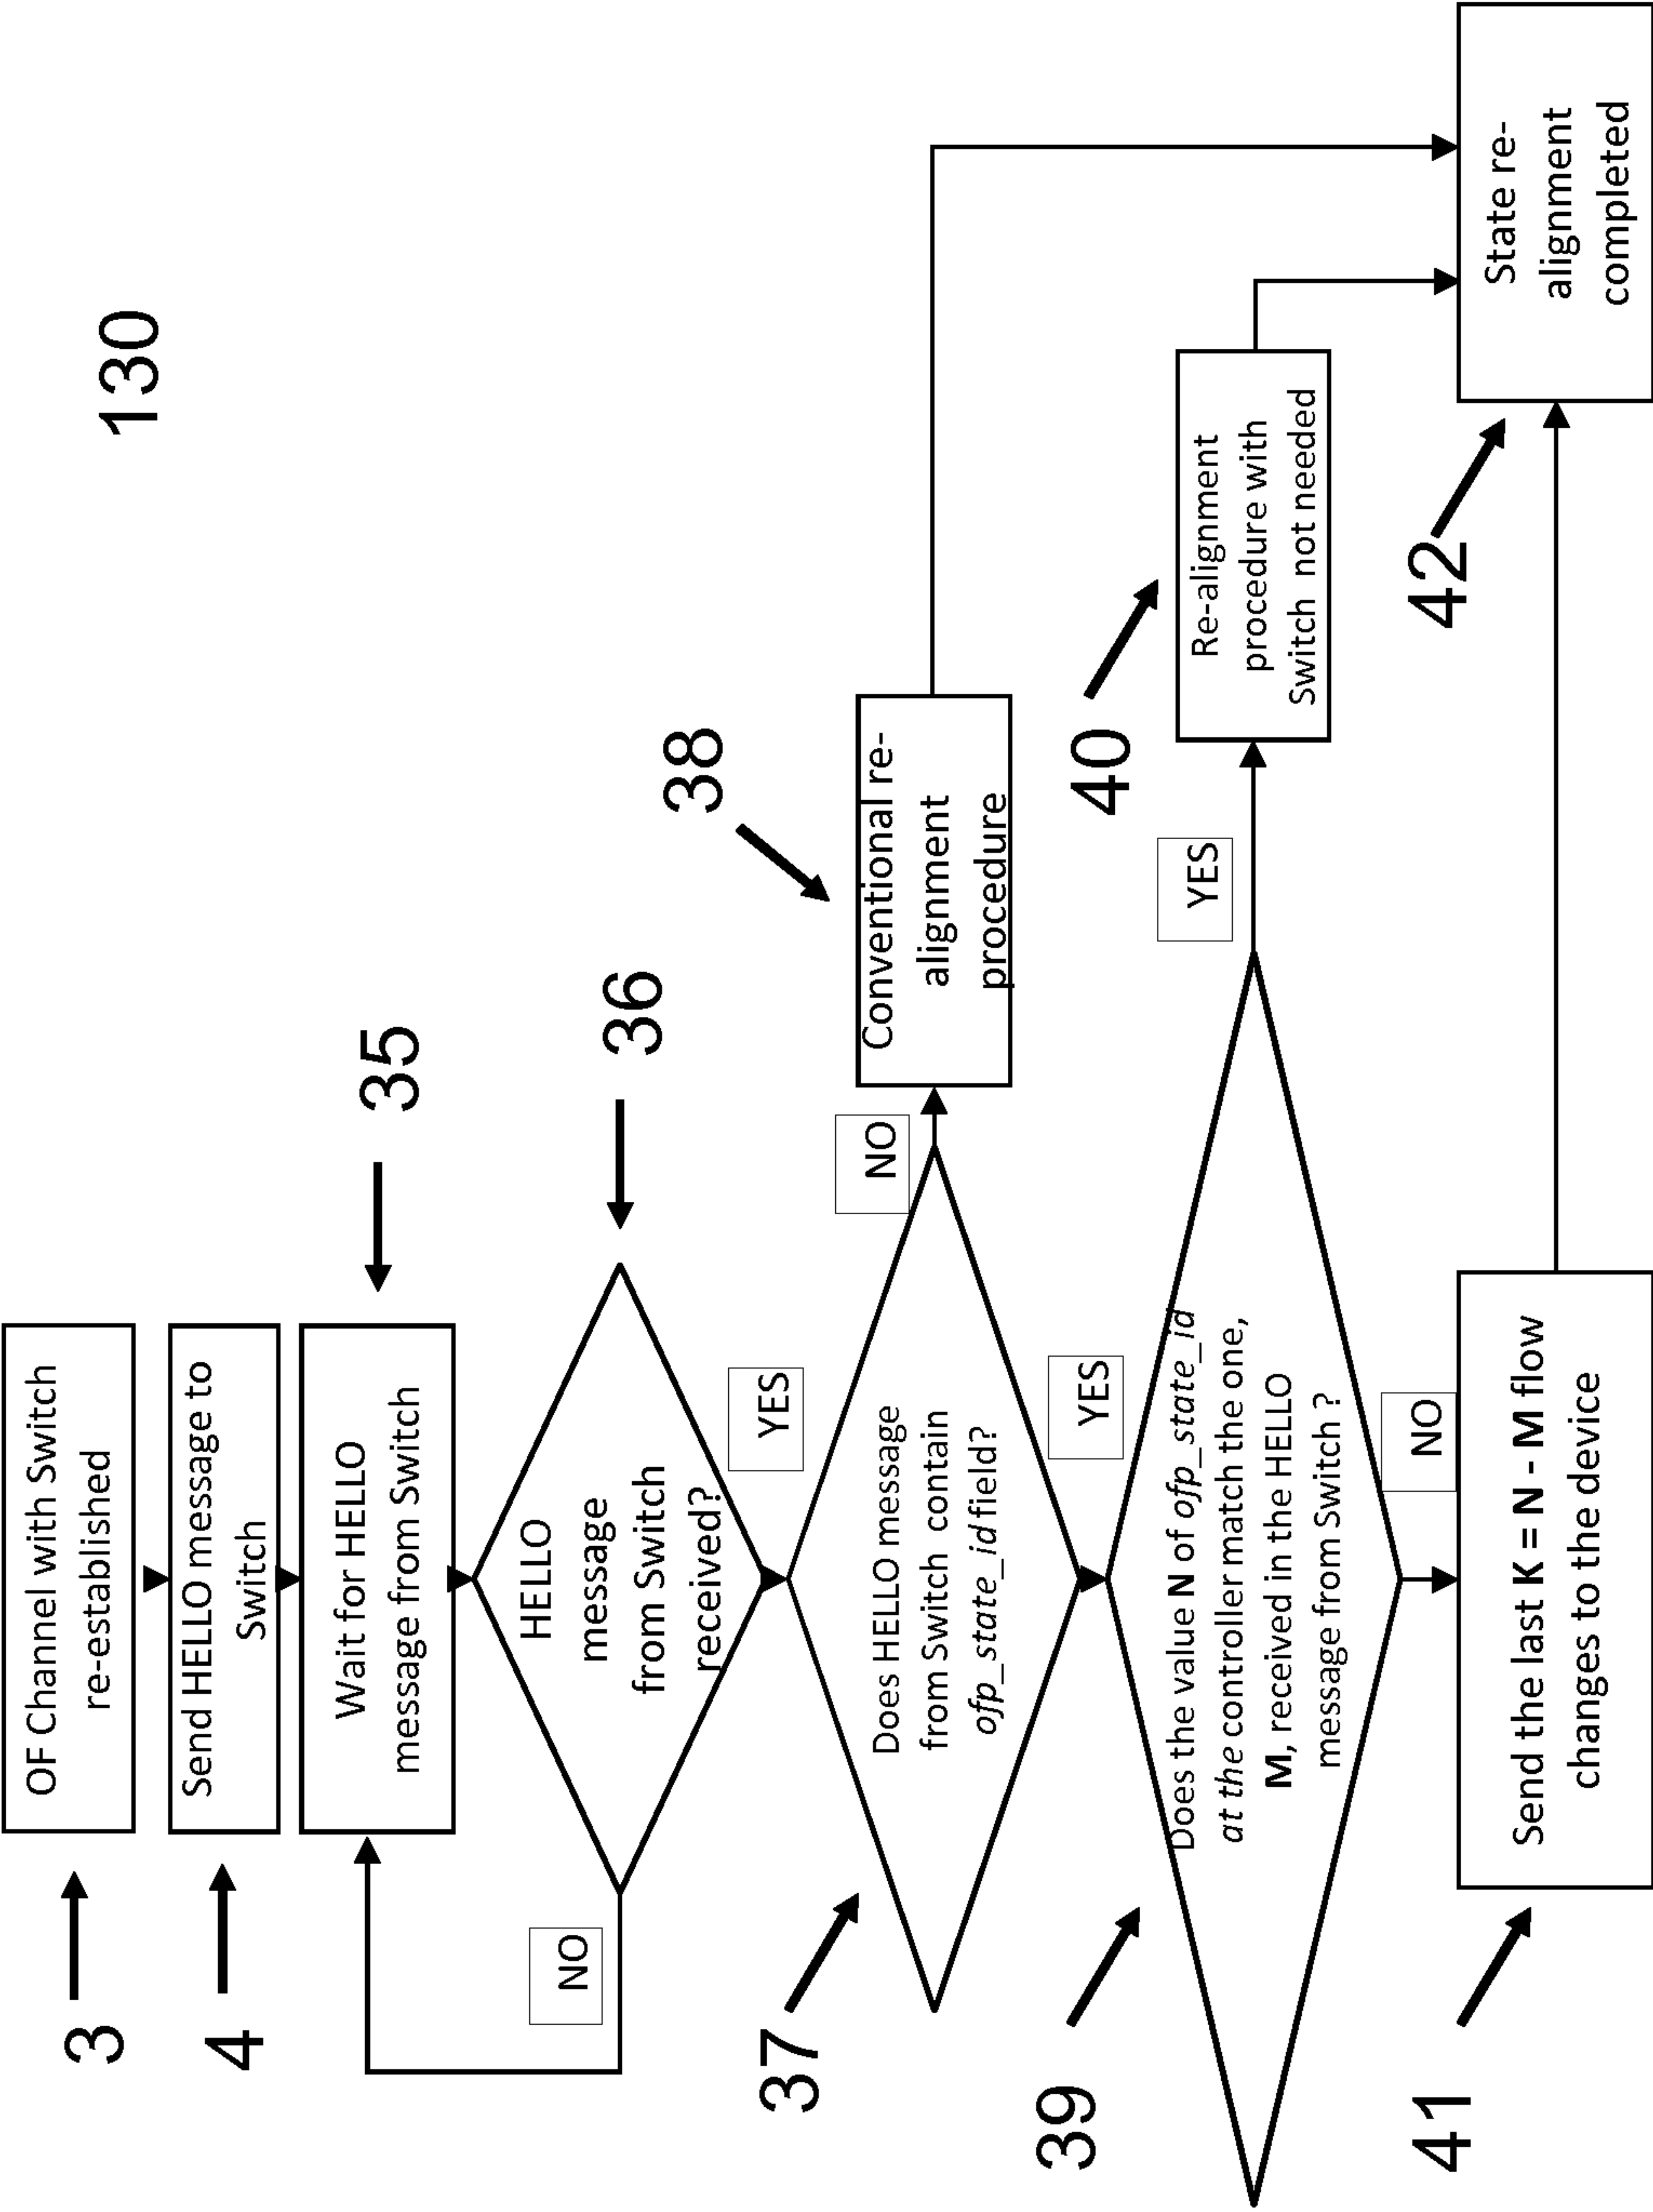 130
3
OF Channel with Switch
re-established
4
Send HELLO message to
Switch
35
Wait for HELLO
message from Switch
36
HELLO
message
from Switch
received?
NO
YES
37
Does HELLO message
from Switch contain
ofp_state_id field?
NO
38
Conventional re-
alignment
procedure
YES
39
Does the value N of ofp_state_id
at the controller match the one,
M, received in the HELLO
message from Switch ?
YES
40
Re-alignment
procedure with
Switch not needed
NO
41
Send the last K = N - M flow
changes to the device
42
State re-
alignment
completed